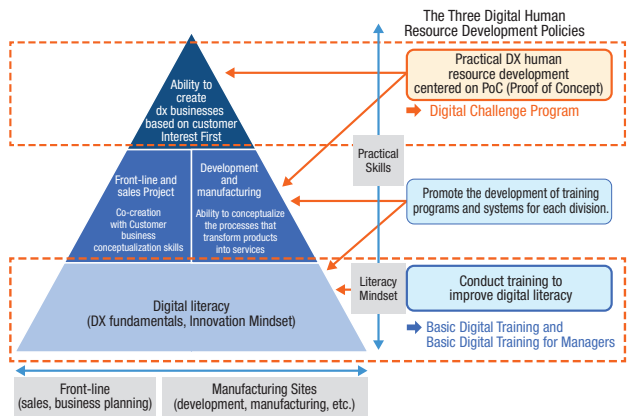 The Three Digital Human
Resource Development Policies
Ability to
create
dx businesses
based on customer
Interest First
Practical DX human
resource development
centered on PoC (Proof of Concept)
Digital Challenge Program
Practical
Skills
Front-line and
sales Project
Co-creation
with Customer
business
conceptualization skills
Development
and
manufacturing
Ability to conceptualize
the processes that
transform products
into services
Promote the development of training
programs and systems for each division.
Literacy
Mindset
Conduct training to
improve digital literacy
Digital literacy
(DX fundamentals, Innovation Mindset)
Basic Digital Training and
Basic Digital Training for Managers
Front-line
(sales, business planning)
Manufacturing Sites
(development, manufacturing, etc.)